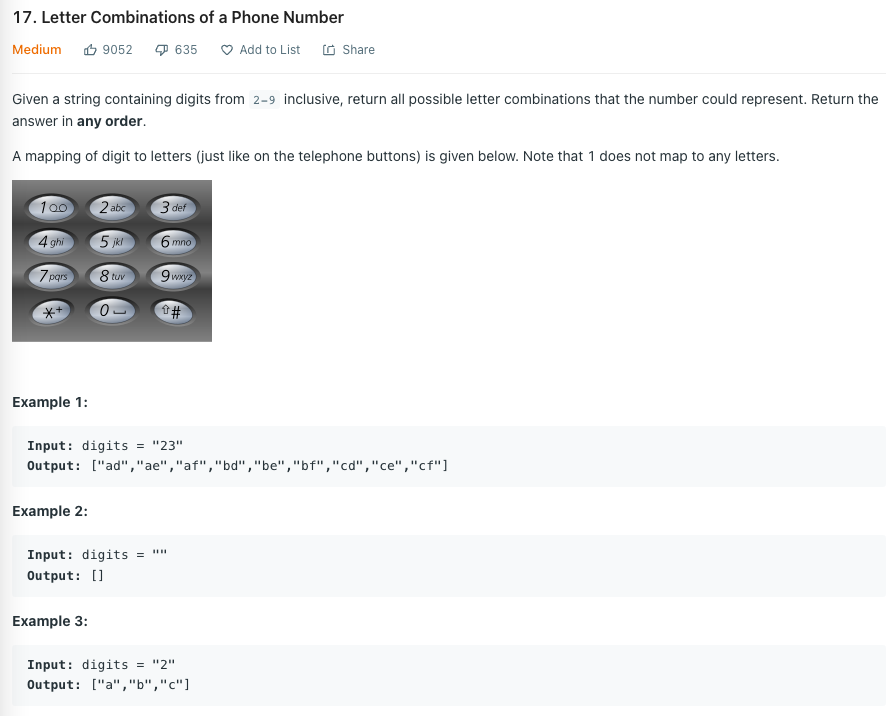 17. Letter Combinations of a Phone Number
Medium 9052 635 Add to List Share
Given a string containing digits from 2-9 inclusive, return all possible letter combinations that the number could represent. Return the
answer in any order.
A mapping of digit to letters (just like on the telephone buttons) is given below. Note that 1 does not map to any letters.
1 2 abc 3 def
4 ghi 5 jkl 6 mno
7 pqrs 8 tuv 9 wxyz
* + 0 #
Example 1:
Input: digits = "23"
Output: ["ad","ae","af","bd","be","bf","cd","ce","cf"]
Example 2:
Input: digits = ""
Output: []
Example 3:
Input: digits = "2"
Output: ["a","b","c"]